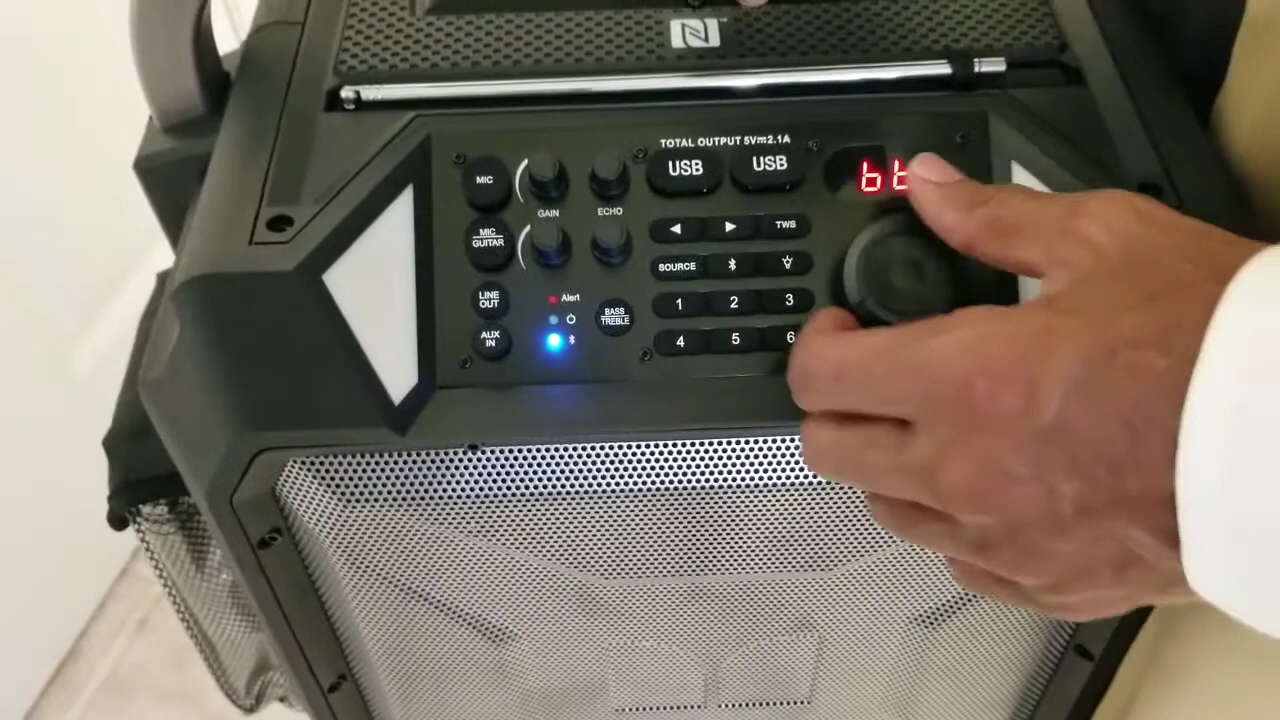 TOTAL OUTPUT 5V⎓2.1A
USB
USB
bt
MIC
GAIN
ECHO
MIC
GUITAR
TWS
SOURCE
LINE
OUT
Alert
BASS
TREBLE
1
2
3
AUX
IN
4
5
6